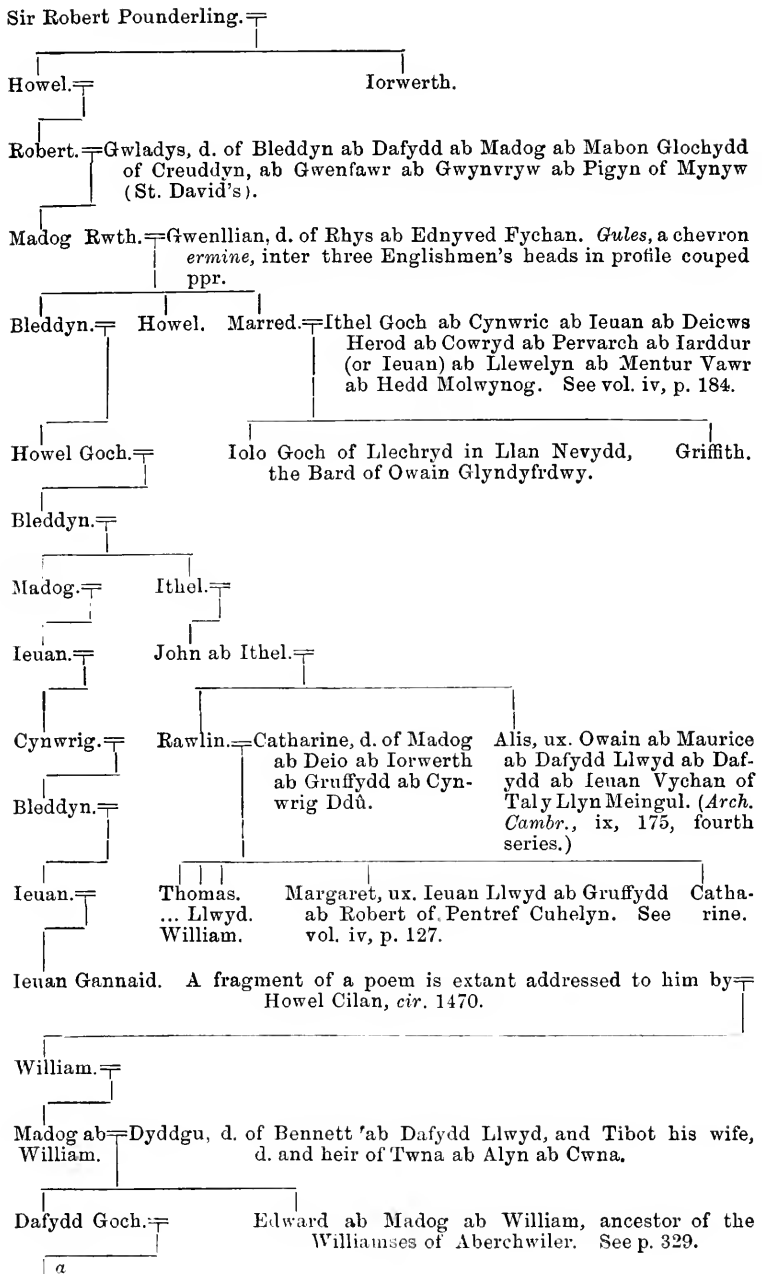 Sir Robert Pounderling.
Howel. Iorwerth.
Robert. Gwladys, d. of Bleddyn ab Dafydd ab Madog ab Mabon Glochydd
of Creuddyn, ab Gwenfawr ab Gwynvryw ab Pigyn of Mynyw
(St. David's).
Madog Rwth. Gwenllian, d. of Rhys ab Ednyved Fychan. Gules, a chevron
ermine, inter three Englishmen's heads in profile couped
ppr.
Bleddyn. Howel. Marred. Ithel Goch ab Cynwric ab Ieuan ab Deicws
Herod ab Cowryd ab Pervarch ab Iarddur
(or Ieuan) ab Llewelyn ab Mentur Vawr
ab Hedd Molwynog. See vol. iv, p. 184.
Howel Goch. Iolo Goch of Llechryd in Llan Nevydd, Griffith.
the Bard of Owain Glyndyfrdwy.
Bleddyn.
Madog. Ithel.
Ieuan. John ab Ithel.
Cynwrig. Rawlin. Catharine, d. of Madog Alis, ux. Owain ab Maurice
ab Deio ab Iorwerth ab Dafydd Llwyd ab Daf-
ab Gruffydd ab Cyn- ydd ab Ieuan Vychan of
wrig Ddû. Tal y Llyn Meingul. (Arch.
Bleddyn. Cambr., ix, 175, fourth
series.)
Ieuan. Thomas. Margaret, ux. Ieuan Llwyd ab Gruffydd Catha-
... Llwyd. ab Robert of Pentref Cuhelyn. See rine.
William. vol. iv, p. 127.
Ieuan Gannaid. A fragment of a poem is extant addressed to him by
Howel Cilan, cir. 1470.
William.
Madog ab Dyddgu, d. of Bennett 'ab Dafydd Llwyd, and Tibot his wife,
William. d. and heir of Twna ab Alyn ab Cwna.
Dafydd Goch. Edward ab Madog ab William, ancestor of the
Williamses of Aberchwiler. See p. 329.
a